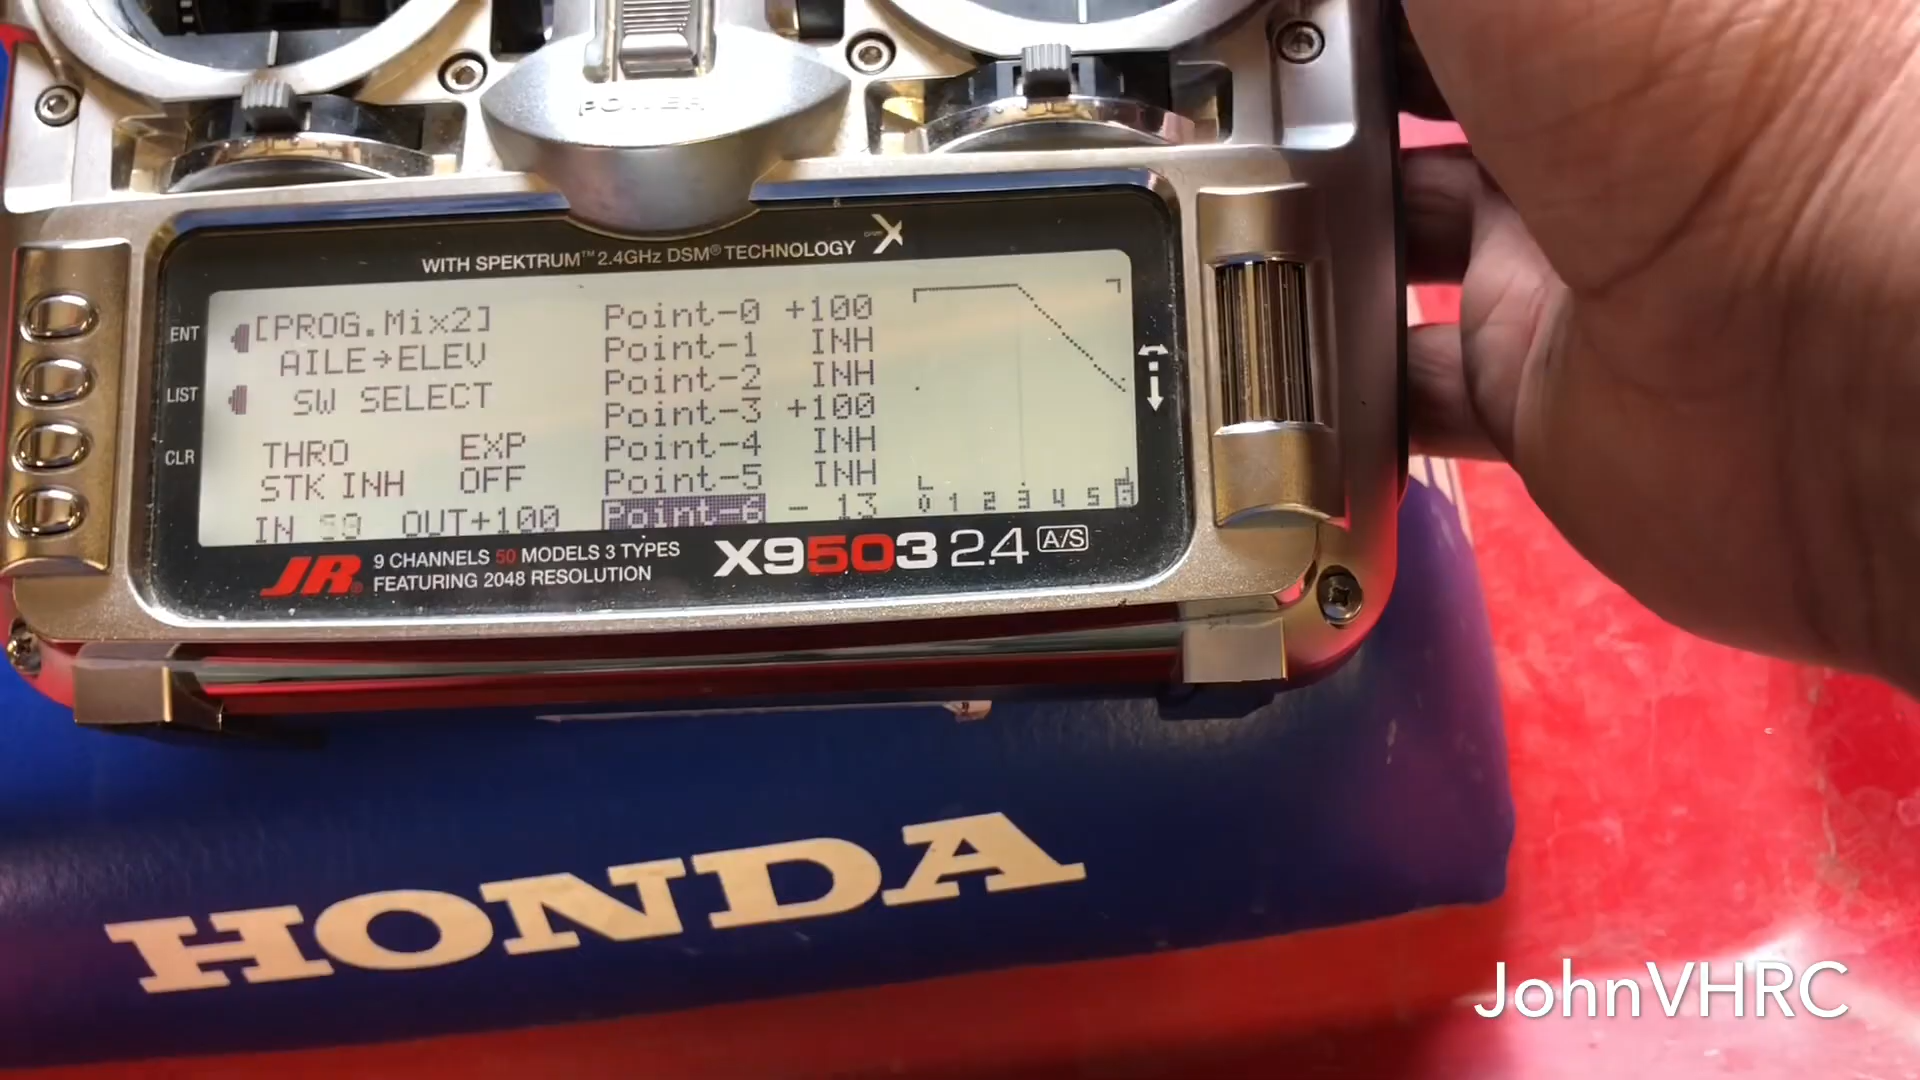 POWER
WITH SPEKTRUM™ 2.4GHz DSM® TECHNOLOGY X
ENT
LIST
CLR
[PROG.Mix2]
AILE→ELEV
SW SELECT
THRO EXP
STK INH OFF
IN OUT+100
Point-0 +100
Point-1 INH
Point-2 INH
Point-3 +100
Point-4 INH
Point-5 INH
Point-6 - 13
0 1 2 3 4 5
JR® 9 CHANNELS 50 MODELS 3 TYPES
FEATURING 2048 RESOLUTION
X9503 2.4 A/S
HONDA
JohnVHRC